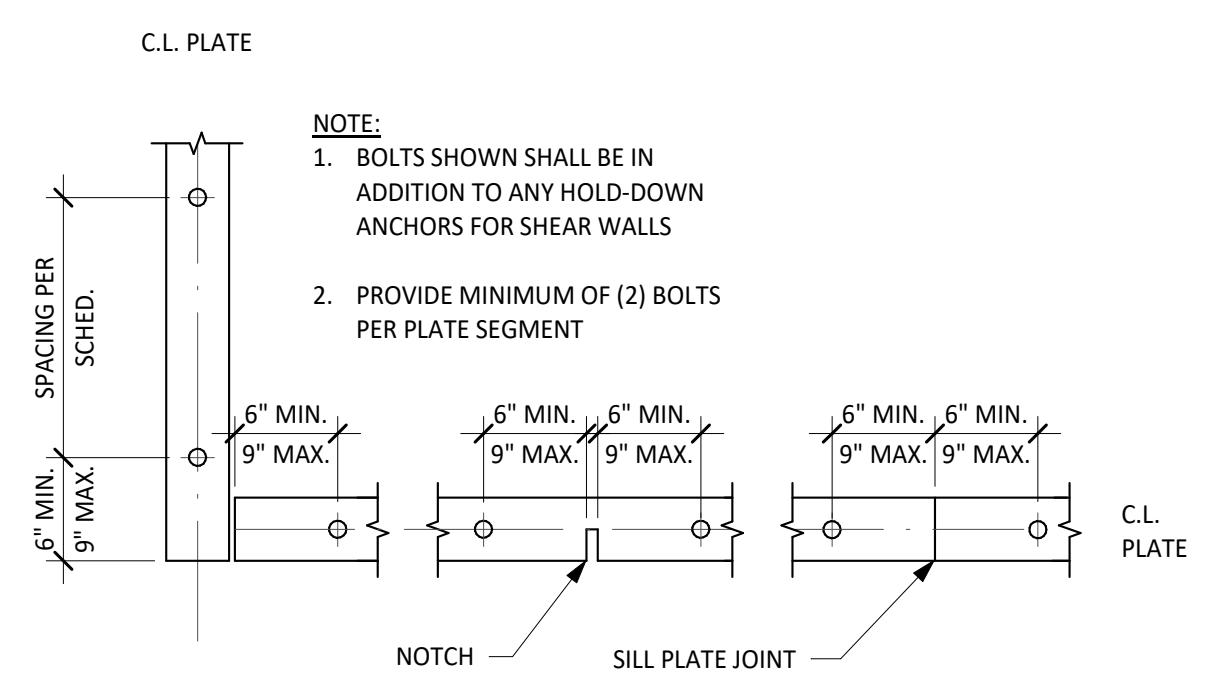 C.L. PLATE
NOTE:
1. BOLTS SHOWN SHALL BE IN
ADDITION TO ANY HOLD-DOWN
ANCHORS FOR SHEAR WALLS
2. PROVIDE MINIMUM OF (2) BOLTS
PER PLATE SEGMENT
SPACING PER
SCHED.
6" MIN.
9" MAX.
6" MIN.
9" MAX.
6" MIN. 6" MIN.
9" MAX. 9" MAX.
6" MIN. 6" MIN.
9" MAX. 9" MAX.
C.L.
PLATE
NOTCH
SILL PLATE JOINT